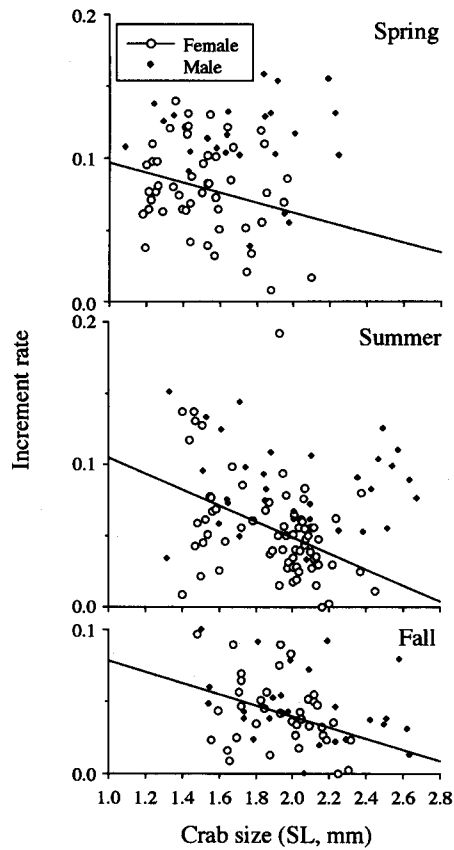 0.2
Spring
Female
Male
0.1
0.0
0.2
Summer
Increment rate
0.1
0.0
0.1
Fall
0.0
1.0 1.2 1.4 1.6 1.8 2.0 2.2 2.4 2.6 2.8
Crab size (SL, mm)